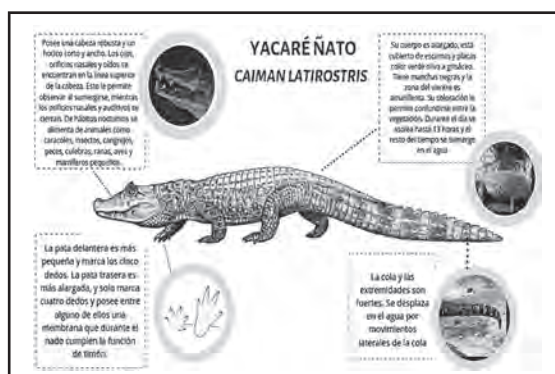 Posee una cabeza robusta y un
hocico corto y ancho. Los ojos,
orificios nasales y oídos se
encuentran en la línea superior
de la cabeza. Esto le permite
observar al sumergirse, mientras
los orificios nasales y auditivos se
cierran. De hábitos nocturnos se
alimenta de animales como
caracoles, insectos, cangrejos,
peces, culebras, ranas, aves y
mamíferos pequeños.
YACARÉ ÑATO
CAIMAN LATIROSTRIS
Su cuerpo es alargado, está
cubierto de escamas y placas
color verde oliva a grisáceo.
Tiene manchas negras y la
zona del vientre es
amarillenta. Su coloración le
permite confundirse entre la
vegetación. Durante el día se
asolea hasta 13 horas y el
resto del tiempo se sumerge
en el agua
La pata delantera es más
pequeña y marca los cinco
dedos. La pata trasera es
más alargada, y solo marca
cuatro dedos y posee entre
alguno de ellos una
membrana que durante el
nado cumplen la función
de timón.
La cola y las
extremidades son
fuertes. Se desplaza
en el agua por
movimientos
laterales de la cola